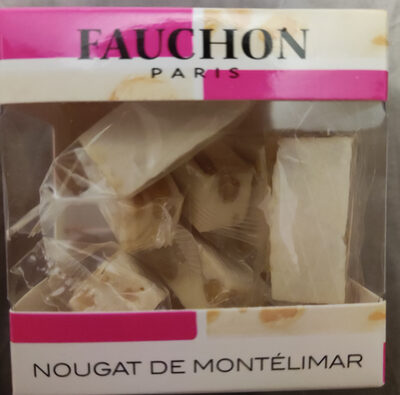 FAUCHON
PARIS
NOUGAT DE MONTÉLIMAR